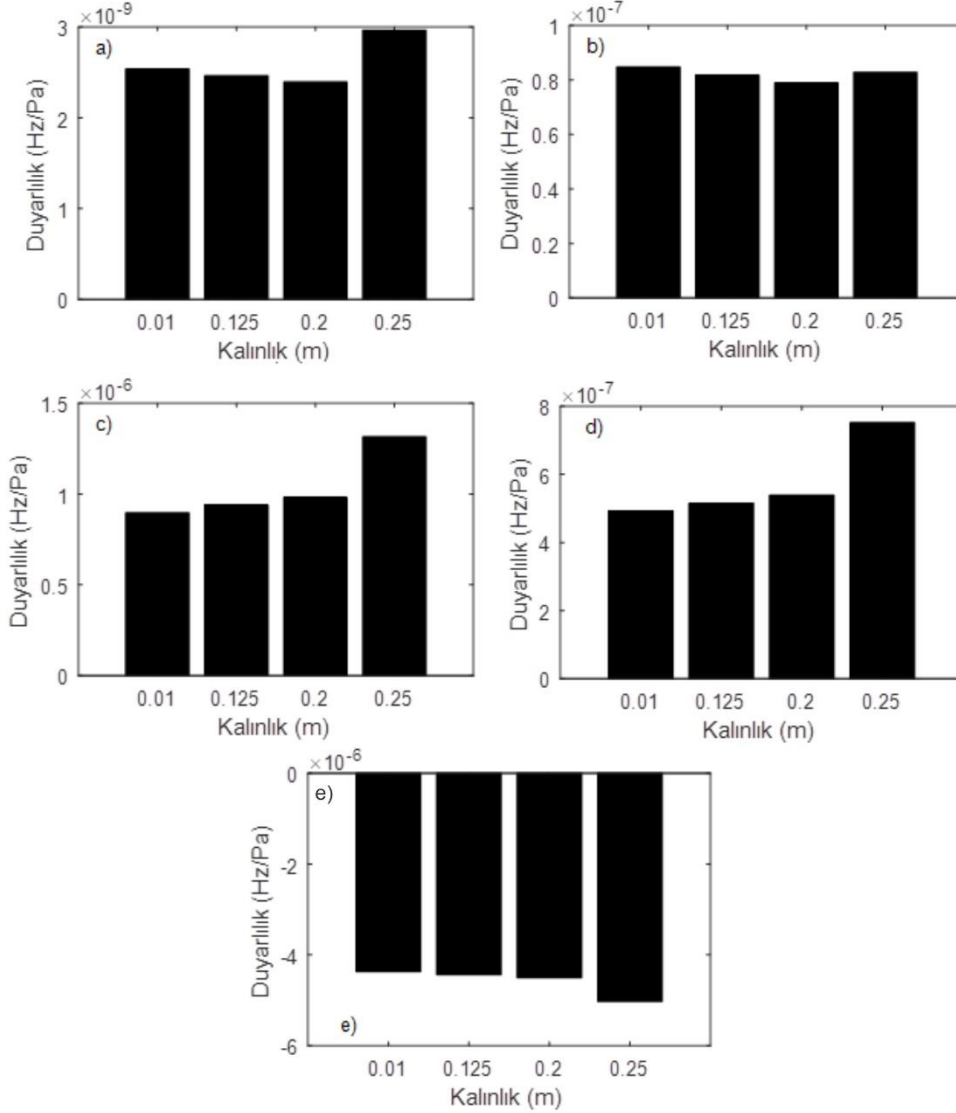 ×10⁻⁹
a)
3
2
1
0
Duyarlılık (Hz/Pa)
0.01 0.125 0.2 0.25
Kalınlık (m)
×10⁻⁷
b)
1
0.8
0.6
0.4
0.2
0
Duyarlılık (Hz/Pa)
0.01 0.125 0.2 0.25
Kalınlık (m)
×10⁻⁶
c)
1.5
1
0.5
0
Duyarlılık (Hz/Pa)
0.01 0.125 0.2 0.25
Kalınlık (m)
×10⁻⁷
d)
8
6
4
2
0
Duyarlılık (Hz/Pa)
0.01 0.125 0.2 0.25
Kalınlık (m)
×10⁻⁶
e)
0
-2
-4
-6
Duyarlılık (Hz/Pa)
e)
0.01 0.125 0.2 0.25
Kalınlık (m)